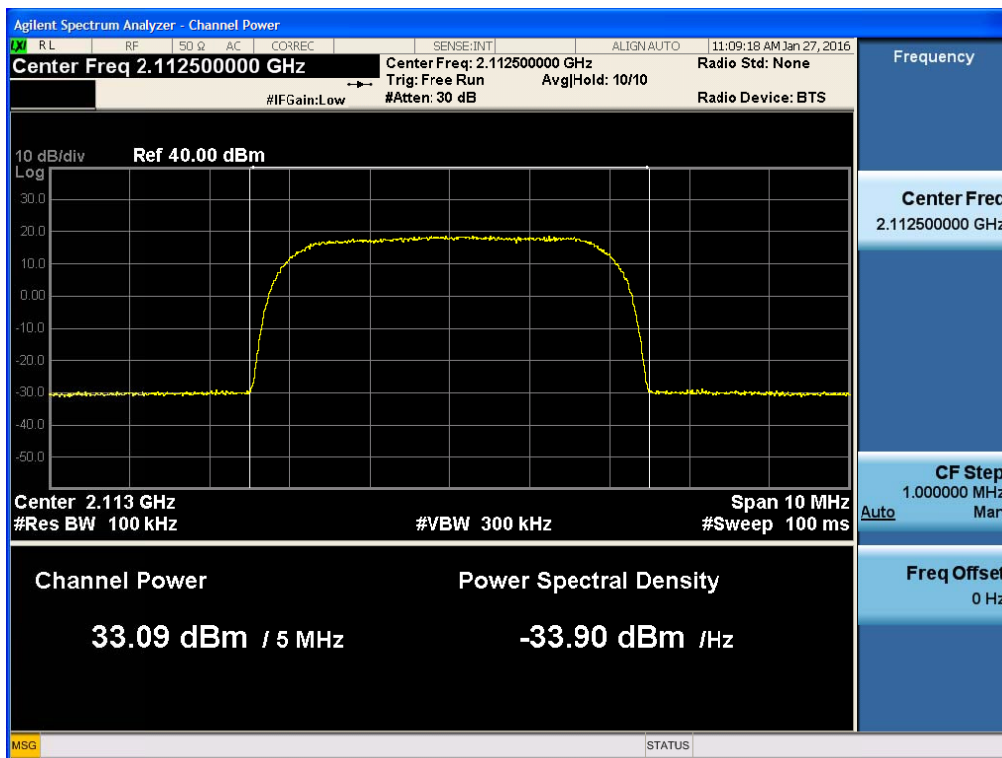 Agilent Spectrum Analyzer - Channel Power
LXI RL RF 50 Ω AC CORREC SENSE:INT ALIGN AUTO 11:09:18 AM Jan 27, 2016
Center Freq 2.112500000 GHz
Center Freq: 2.112500000 GHz
Radio Std: None
Trig: Free Run Avg|Hold: 10/10
#IFGain:Low
#Atten: 30 dB
Radio Device: BTS
10 dB/div Ref 40.00 dBm
Log
30.0
20.0
10.0
0.00
-10.0
-20.0
-30.0
-40.0
-50.0
Center 2.113 GHz
Span 10 MHz
#Res BW 100 kHz
#VBW 300 kHz
#Sweep 100 ms
Channel Power
Power Spectral Density
33.09 dBm / 5 MHz
-33.90 dBm /Hz
MSG
STATUS
Frequency
Center Freq
2.112500000 GHz
CF Step
1.000000 MHz
Auto Man
Freq Offset
0 Hz